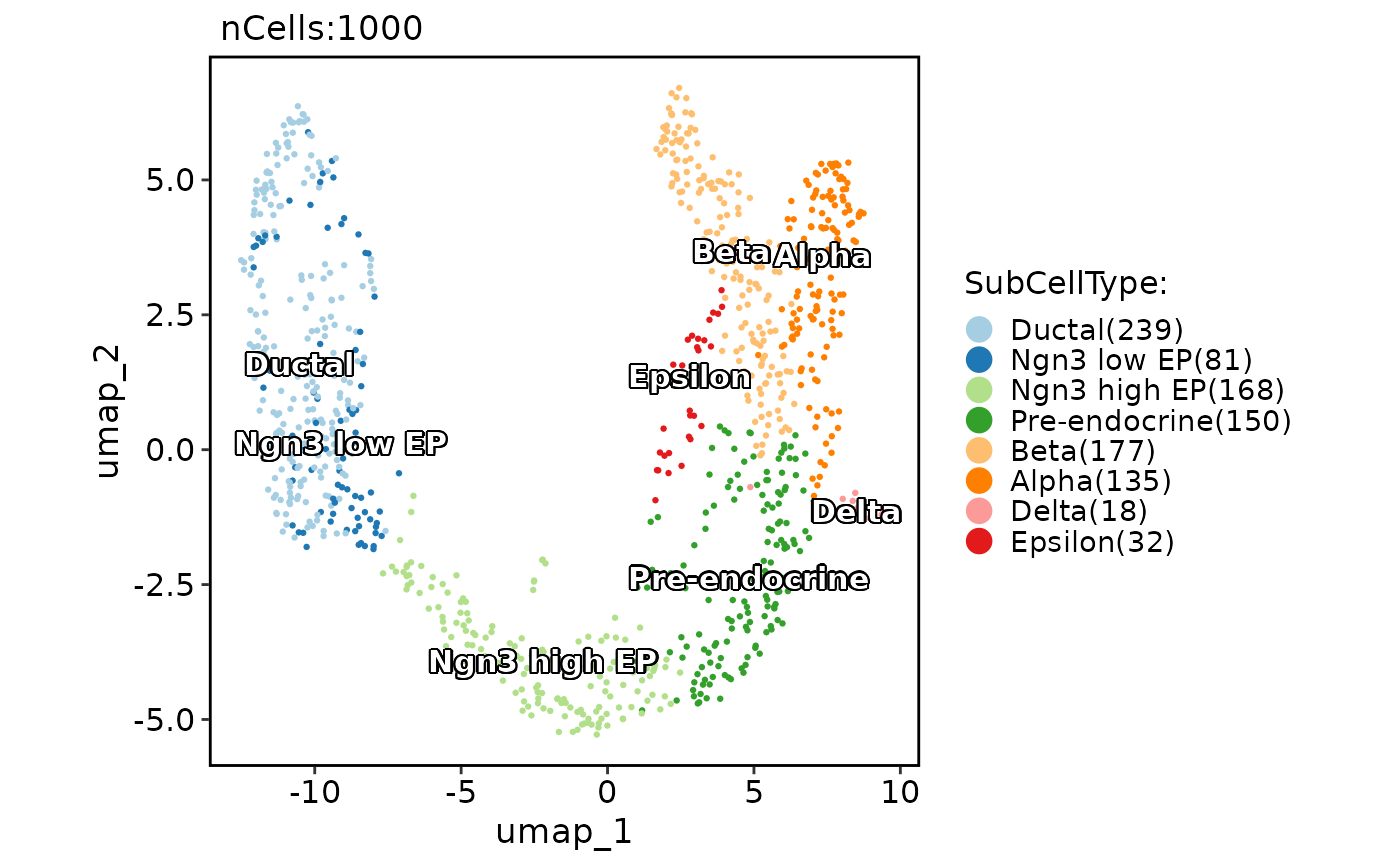 nCells:1000
5.0
2.5
0.0
-2.5
-5.0
umap_2
Beta
Alpha
Ductal
Epsilon
Ngn3 low EP
Delta
Pre-endocrine
Ngn3 high EP
-10
-5
0
5
10
umap_1
SubCellType:
Ductal(239)
Ngn3 low EP(81)
Ngn3 high EP(168)
Pre-endocrine(150)
Beta(177)
Alpha(135)
Delta(18)
Epsilon(32)